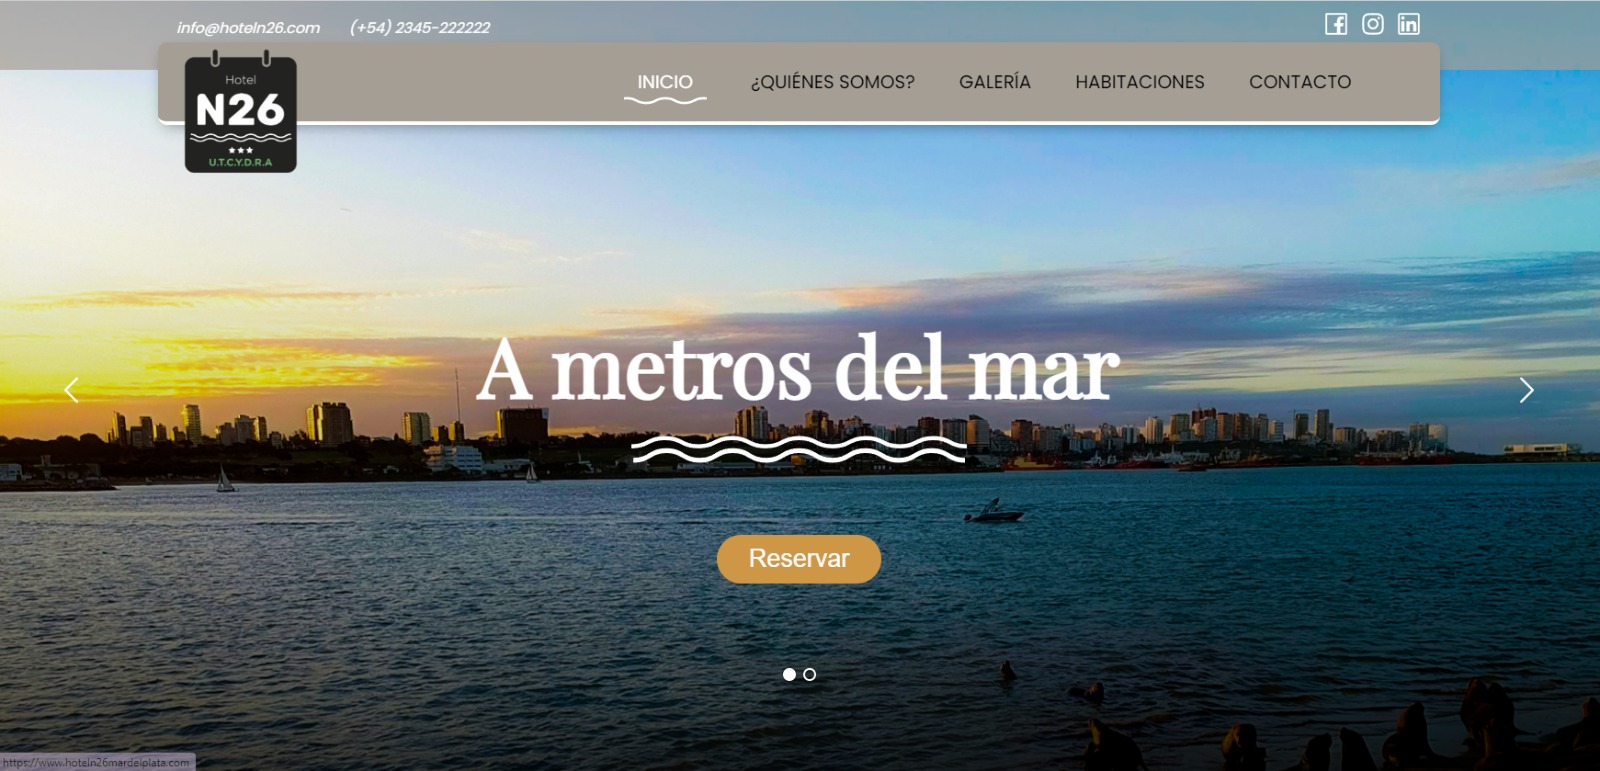 info@hoteln26.com (+54) 2345-222222
Hotel
N26
U.T.C.Y.D.R.A
INICIO ¿QUIÉNES SOMOS? GALERÍA HABITACIONES CONTACTO
A metros del mar
Reservar
https://www.hoteln26mardelplata.com